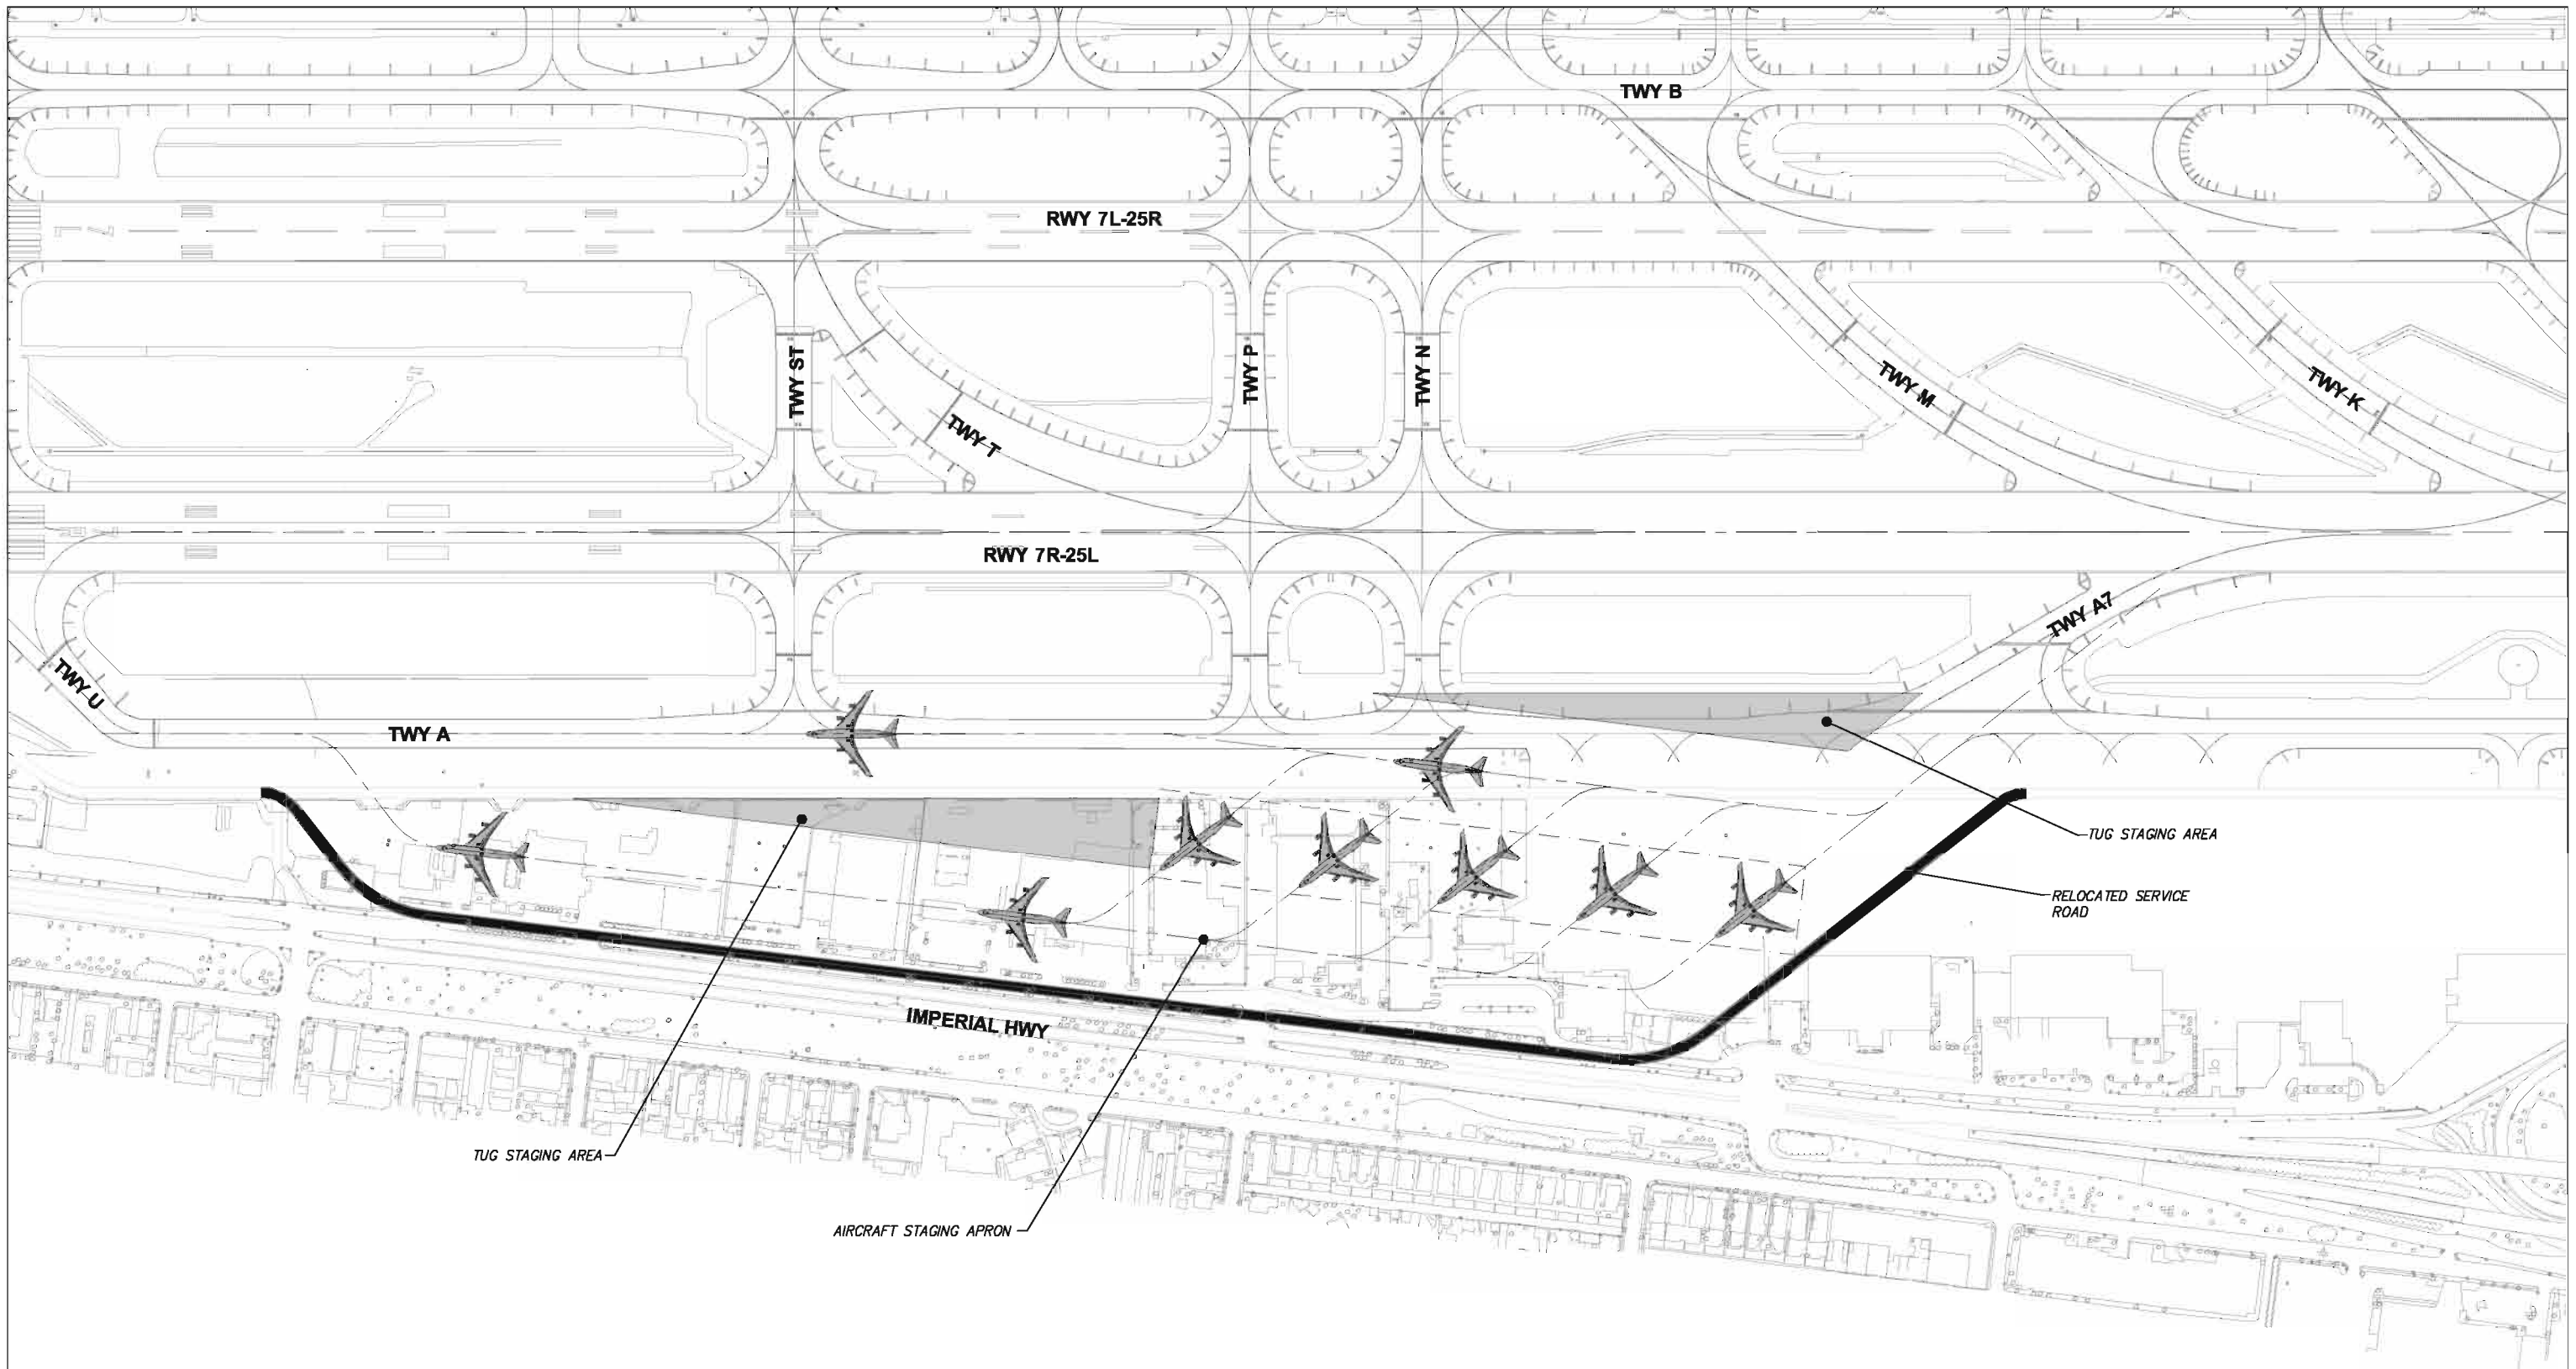 TWY B
RWY 7L-25R
TWY ST
TWY P
TWY N
TWY M
TWY K
TWY T
RWY 7R-25L
TWY A7
TWY U
TWY A
TUG STAGING AREA
RELOCATED SERVICE
ROAD
IMPERIAL HWY
TUG STAGING AREA
AIRCRAFT STAGING APRON